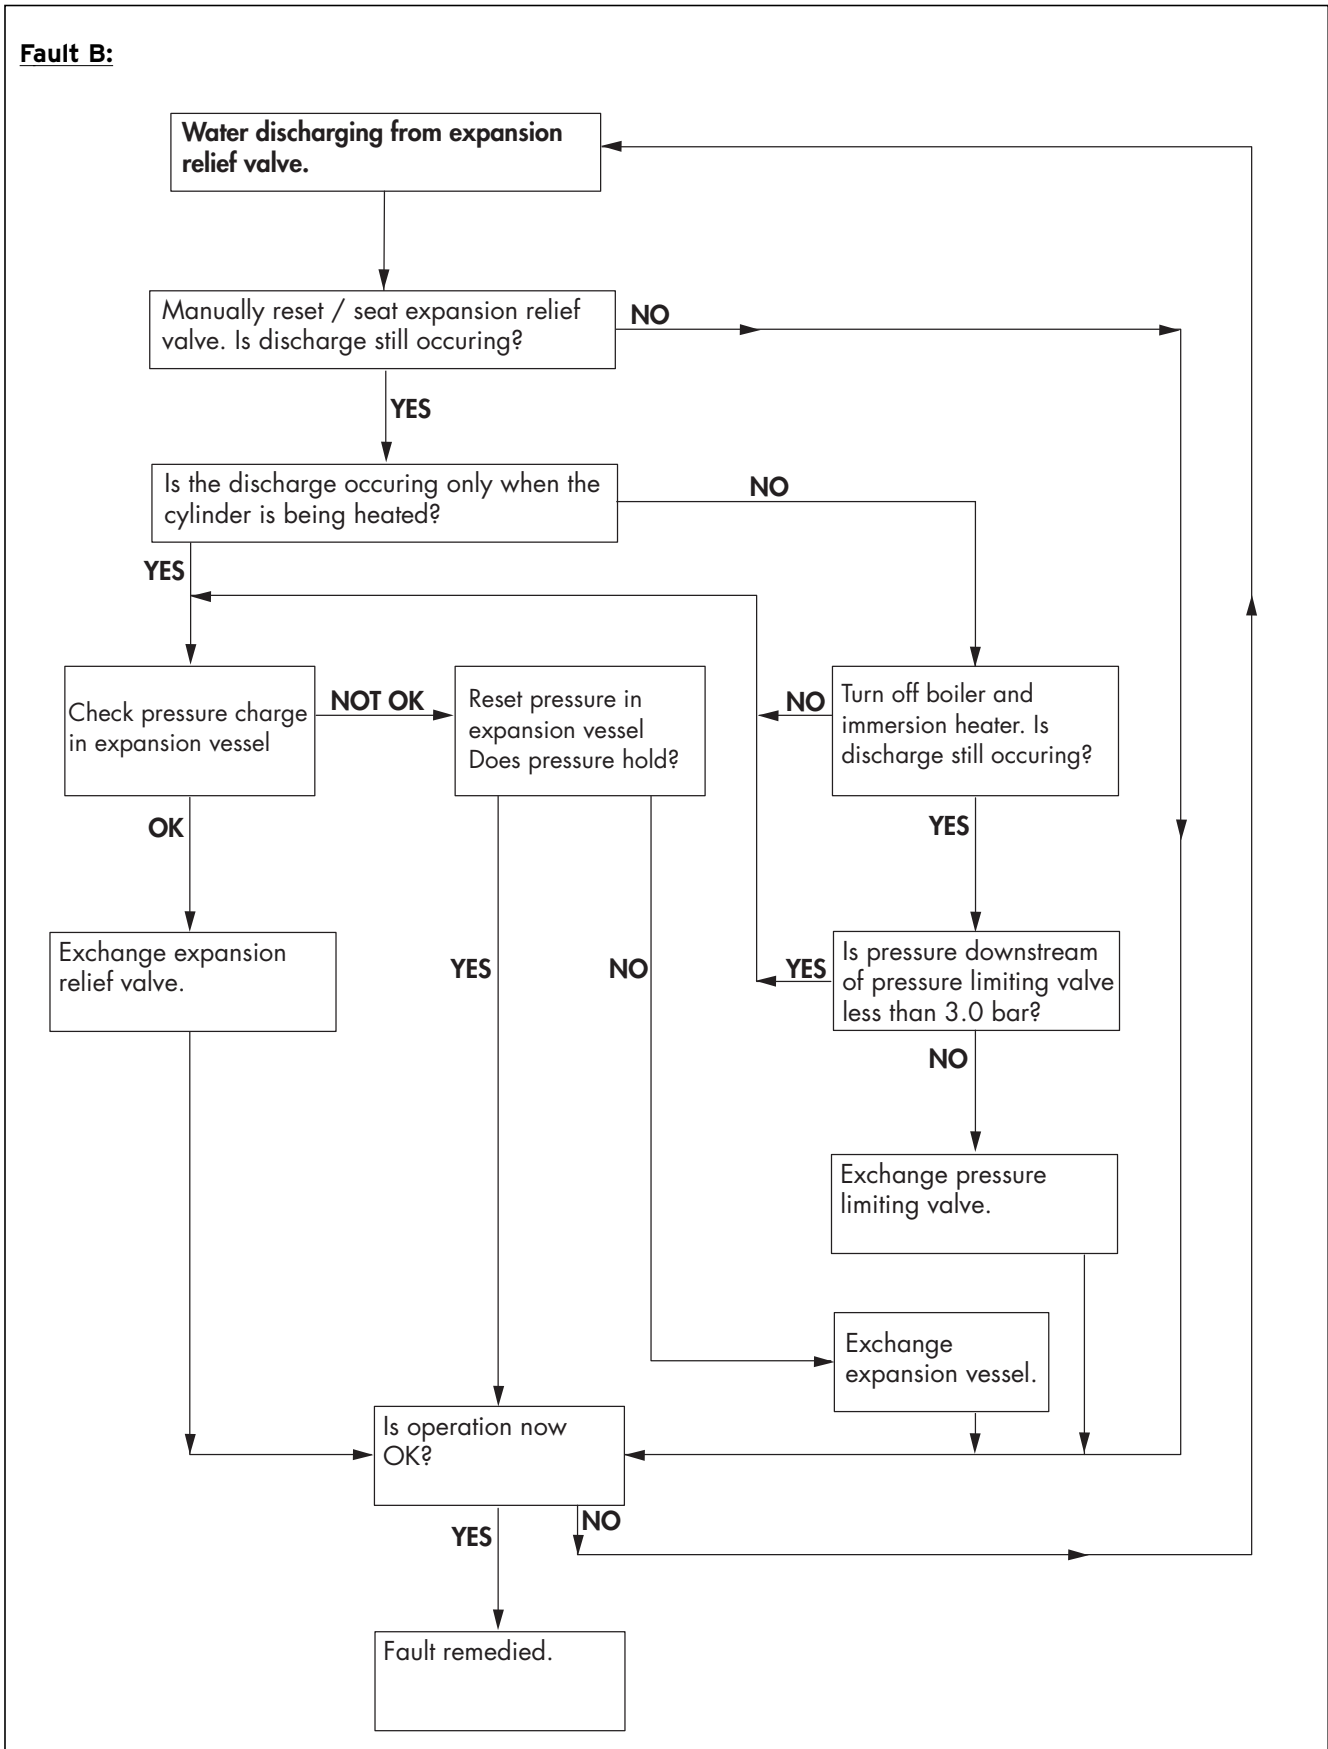 Fault B:
Water discharging from expansion
relief valve.
Manually reset / seat expansion relief
valve. Is discharge still occuring?
NO
YES
Is the discharge occuring only when the
cylinder is being heated?
NO
YES
Check pressure charge
in expansion vessel
NOT OK
Reset pressure in
expansion vessel
Does pressure hold?
NO
Turn off boiler and
immersion heater. Is
discharge still occuring?
OK
YES
Exchange expansion
relief valve.
YES
NO
YES
Is pressure downstream
of pressure limiting valve
less than 3.0 bar?
NO
Exchange pressure
limiting valve.
Exchange
expansion vessel.
Is operation now
OK?
YES
NO
Fault remedied.